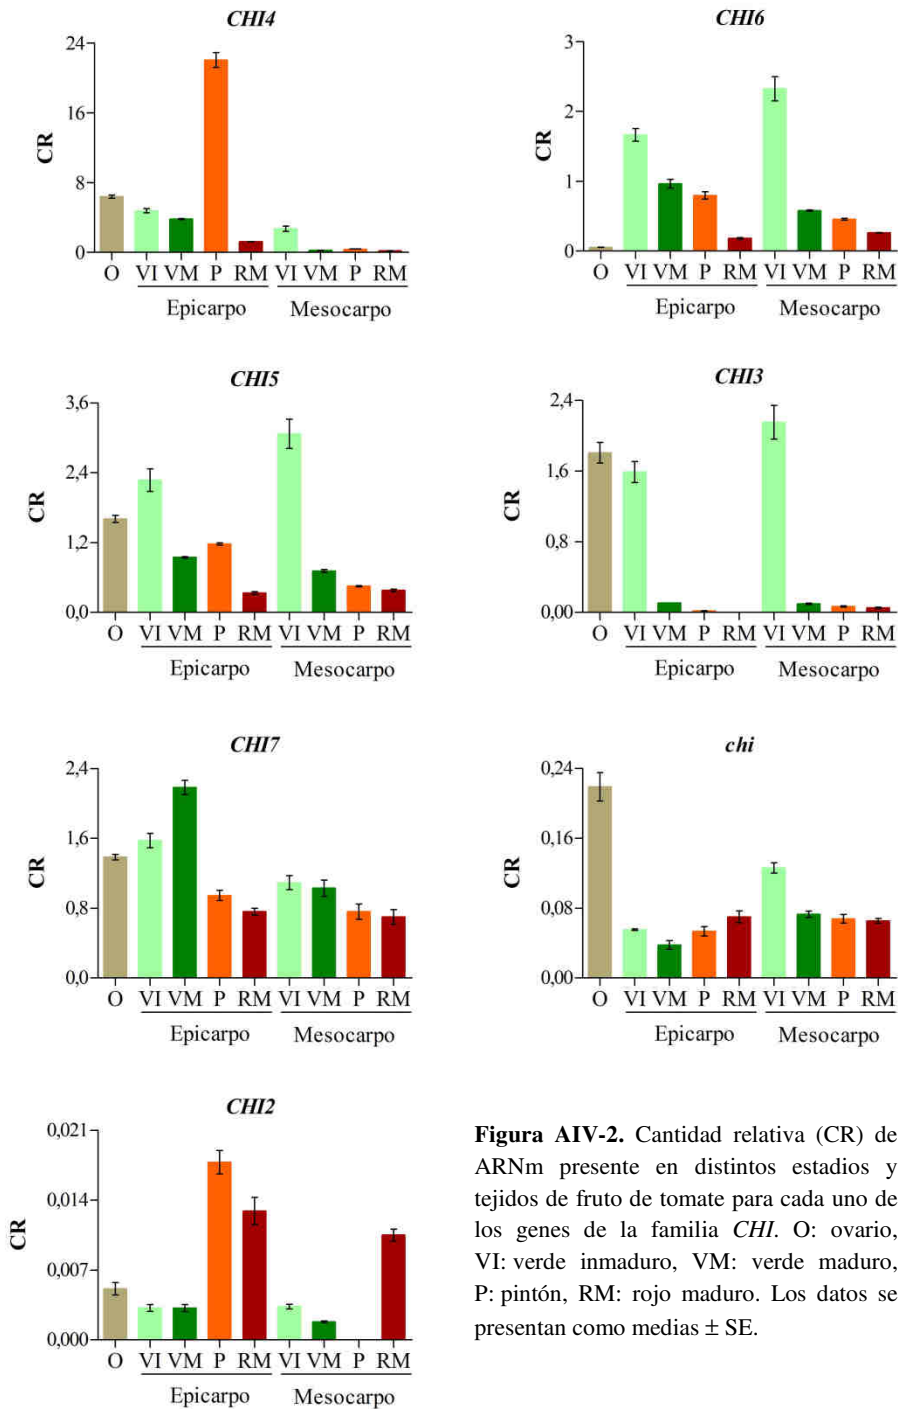 CHI4
24
16
8
0
CR
O VI VM P RM VI VM P RM
Epicarpo Mesocarpo
CHI6
3
2
1
0
CR
O VI VM P RM VI VM P RM
Epicarpo Mesocarpo
CHI5
3,6
2,4
1,2
0,0
CR
O VI VM P RM VI VM P RM
Epicarpo Mesocarpo
CHI3
2,4
1,6
0,8
0,00
CR
O VI VM P RM VI VM P RM
Epicarpo Mesocarpo
CHI7
2,4
1,6
0,8
0,0
CR
O VI VM P RM VI VM P RM
Epicarpo Mesocarpo
chi
0,24
0,16
0,08
0,00
CR
O VI VM P RM VI VM P RM
Epicarpo Mesocarpo
CHI2
0,021
0,014
0,007
0,000
CR
O VI VM P RM VI VM P RM
Epicarpo Mesocarpo
Figura AIV-2. Cantidad relativa (CR) de
ARNm presente en distintos estadios y
tejidos de fruto de tomate para cada uno de
los genes de la familia CHI. O: ovario,
VI: verde inmaduro, VM: verde maduro,
P: pintón, RM: rojo maduro. Los datos se
presentan como medias ± SE.